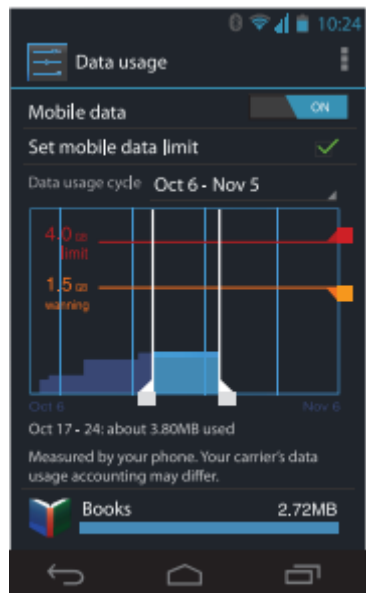 10:24
Data usage
Mobile data
ON
Set mobile data limit
Data usage cycle Oct 6 - Nov 5
4.0 GB
limit
1.5 GB
warning
Oct 6 Nov 6
Oct 17 - 24: about 3.80MB used
Measured by your phone. Your carrier's data
usage accounting may differ.
Books 2.72MB